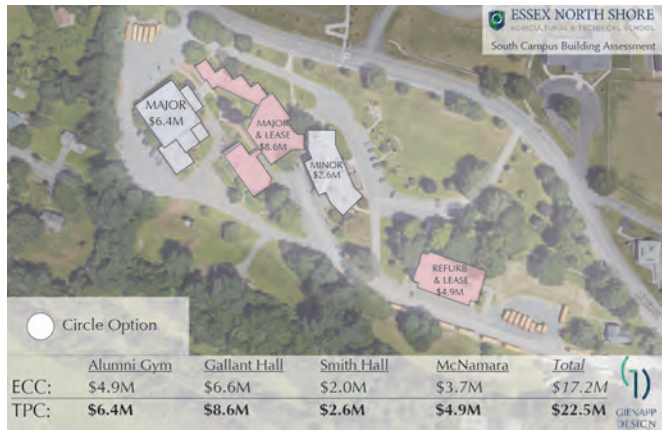 ESSEX NORTH SHORE
AGRICULTURAL & TECHNICAL SCHOOL
South Campus Building Assessment
MAJOR
$6.4M
MAJOR
& LEASE
$8.6M
MINOR
$2.6M
REFURB
& LEASE
$4.9M
Circle Option
Alumni Gym Gallant Hall Smith Hall McNamara Total
ECC: $4.9M $6.6M $2.0M $3.7M $17.2M
TPC: $6.4M $8.6M $2.6M $4.9M $22.5M
GIENAPP
DESIGN